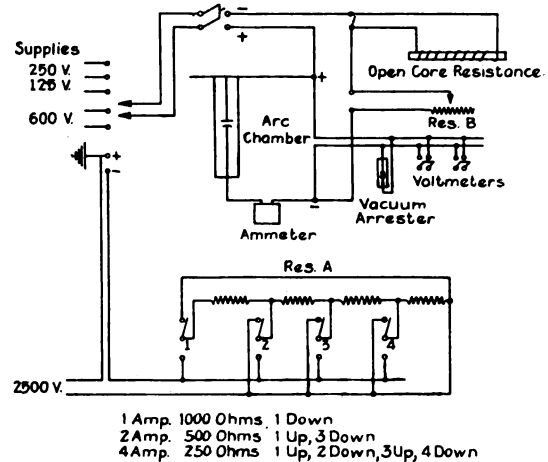 Supplies
250 V.
125 V.
600 V.
+
−
−
+
+
−
Open Core Resistance
Arc
Chamber
Res. B
Voltmeters
Vacuum
Arrester
Ammeter
Res. A
1
2
3
4
2500 V.
1 Amp. 1000 Ohms 1 Down
2 Amp. 500 Ohms 1 Up, 3 Down
4 Amp. 250 Ohms 1 Up, 2 Down, 3 Up, 4 Down